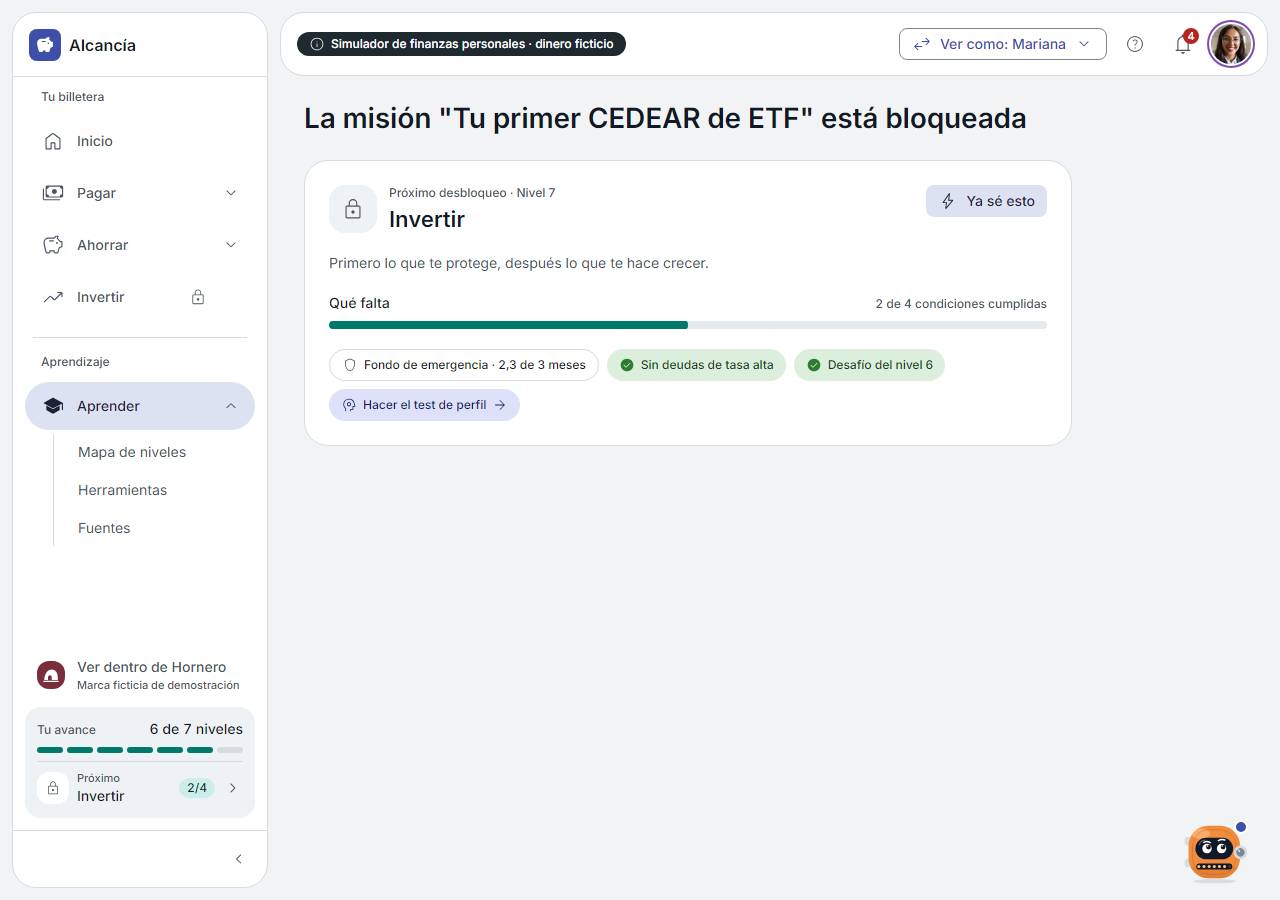 Alcancía
Simulador de finanzas personales · dinero ficticio
Ver como: Mariana
4
Tu billetera
Inicio
Pagar
Ahorrar
Invertir
Aprendizaje
Aprender
Mapa de niveles
Herramientas
Fuentes
Ver dentro de Hornero
Marca ficticia de demostración
Tu avance
6 de 7 niveles
Próximo
Invertir
2/4
La misión "Tu primer CEDEAR de ETF" está bloqueada
Próximo desbloqueo · Nivel 7
Invertir
Ya sé esto
Primero lo que te protege, después lo que te hace crecer.
Qué falta
2 de 4 condiciones cumplidas
Fondo de emergencia · 2,3 de 3 meses
Sin deudas de tasa alta
Desafío del nivel 6
Hacer el test de perfil